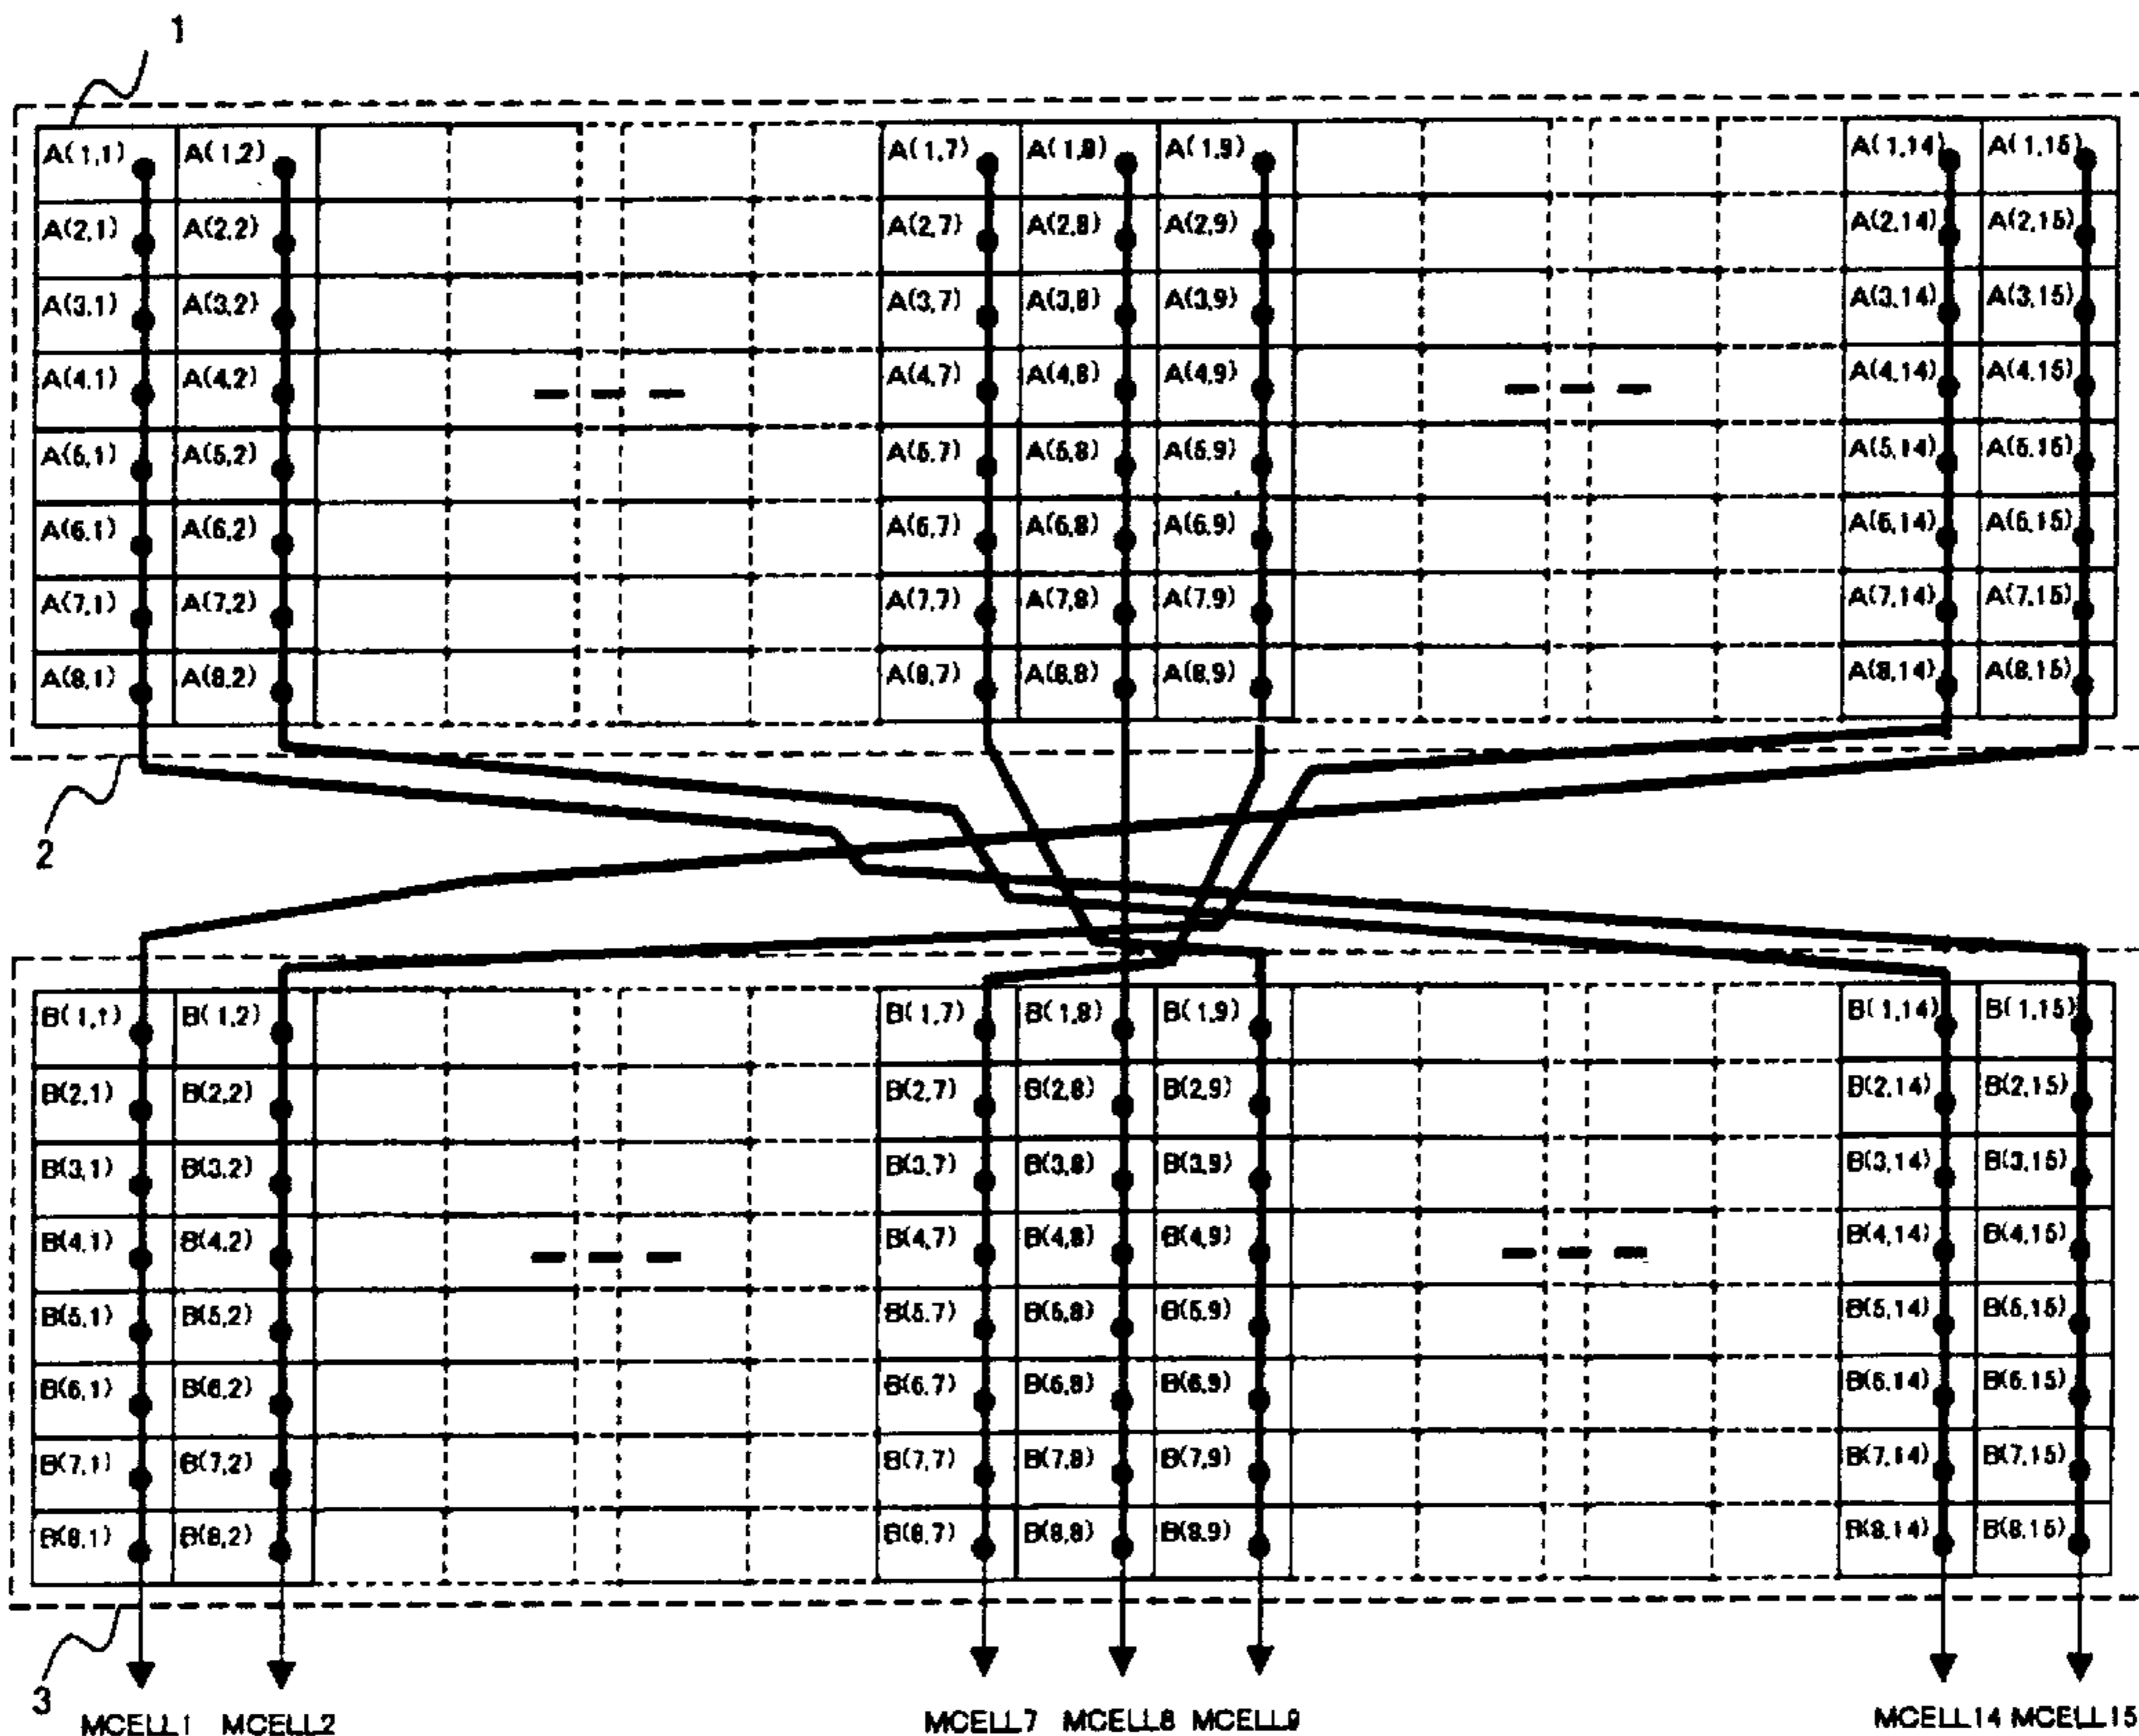 1
A(1,1) A(1,2) A(1,7) A(1,8) A(1,9) A(1,14) A(1,15)
A(2,1) A(2,2) A(2,7) A(2,8) A(2,9) A(2,14) A(2,15)
A(3,1) A(3,2) A(3,7) A(3,8) A(3,9) A(3,14) A(3,15)
A(4,1) A(4,2) A(4,7) A(4,8) A(4,9) A(4,14) A(4,15)
A(5,1) A(5,2) A(5,7) A(5,8) A(5,9) A(5,14) A(5,15)
A(6,1) A(6,2) A(6,7) A(6,8) A(6,9) A(6,14) A(6,15)
A(7,1) A(7,2) A(7,7) A(7,8) A(7,9) A(7,14) A(7,15)
A(8,1) A(8,2) A(8,7) A(8,8) A(8,9) A(8,14) A(8,15)
2
B(1,1) B(1,2) B(1,7) B(1,8) B(1,9) B(1,14) B(1,15)
B(2,1) B(2,2) B(2,7) B(2,8) B(2,9) B(2,14) B(2,15)
B(3,1) B(3,2) B(3,7) B(3,8) B(3,9) B(3,14) B(3,15)
B(4,1) B(4,2) B(4,7) B(4,8) B(4,9) B(4,14) B(4,15)
B(5,1) B(5,2) B(5,7) B(5,8) B(5,9) B(5,14) B(5,15)
B(6,1) B(6,2) B(6,7) B(6,8) B(6,9) B(6,14) B(6,15)
B(7,1) B(7,2) B(7,7) B(7,8) B(7,9) B(7,14) B(7,15)
B(8,1) B(8,2) B(8,7) B(8,8) B(8,9) B(8,14) B(8,15)
3
MCELL1 MCELL2 MCELL7 MCELL8 MCELL9 MCELL14 MCELL15